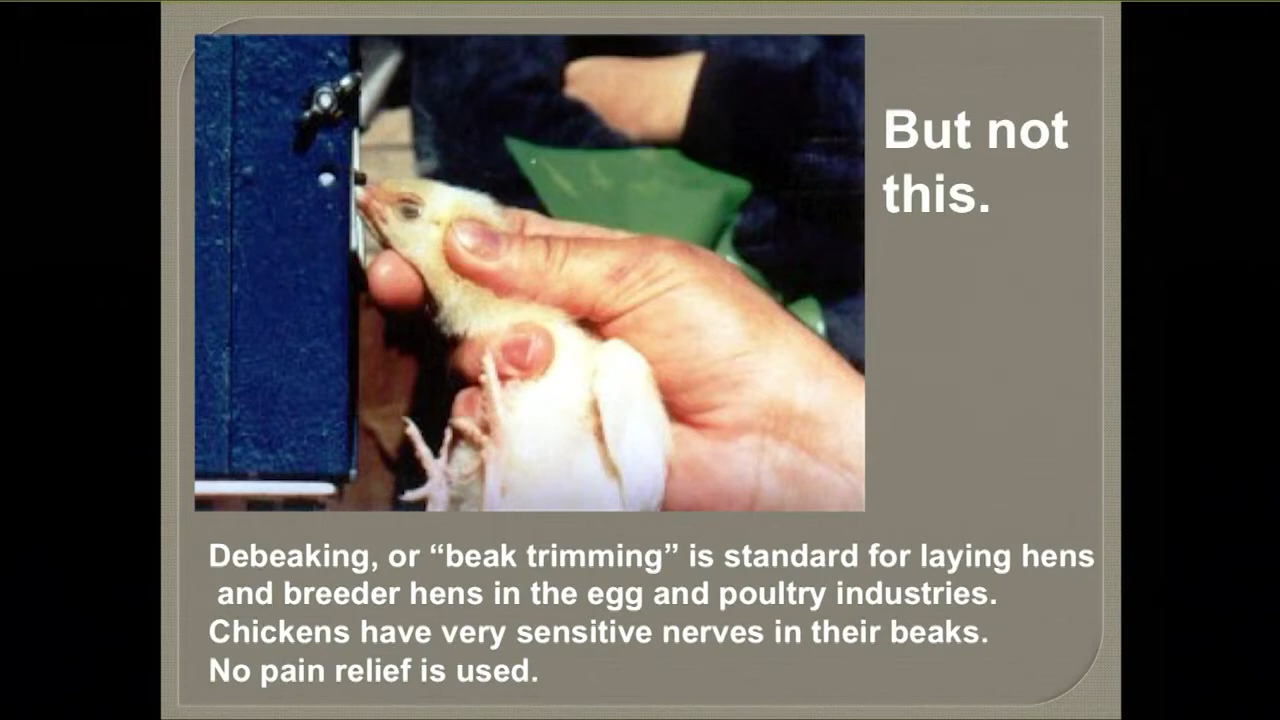 But not
this.
Debeaking, or “beak trimming” is standard for laying hens
and breeder hens in the egg and poultry industries.
Chickens have very sensitive nerves in their beaks.
No pain relief is used.